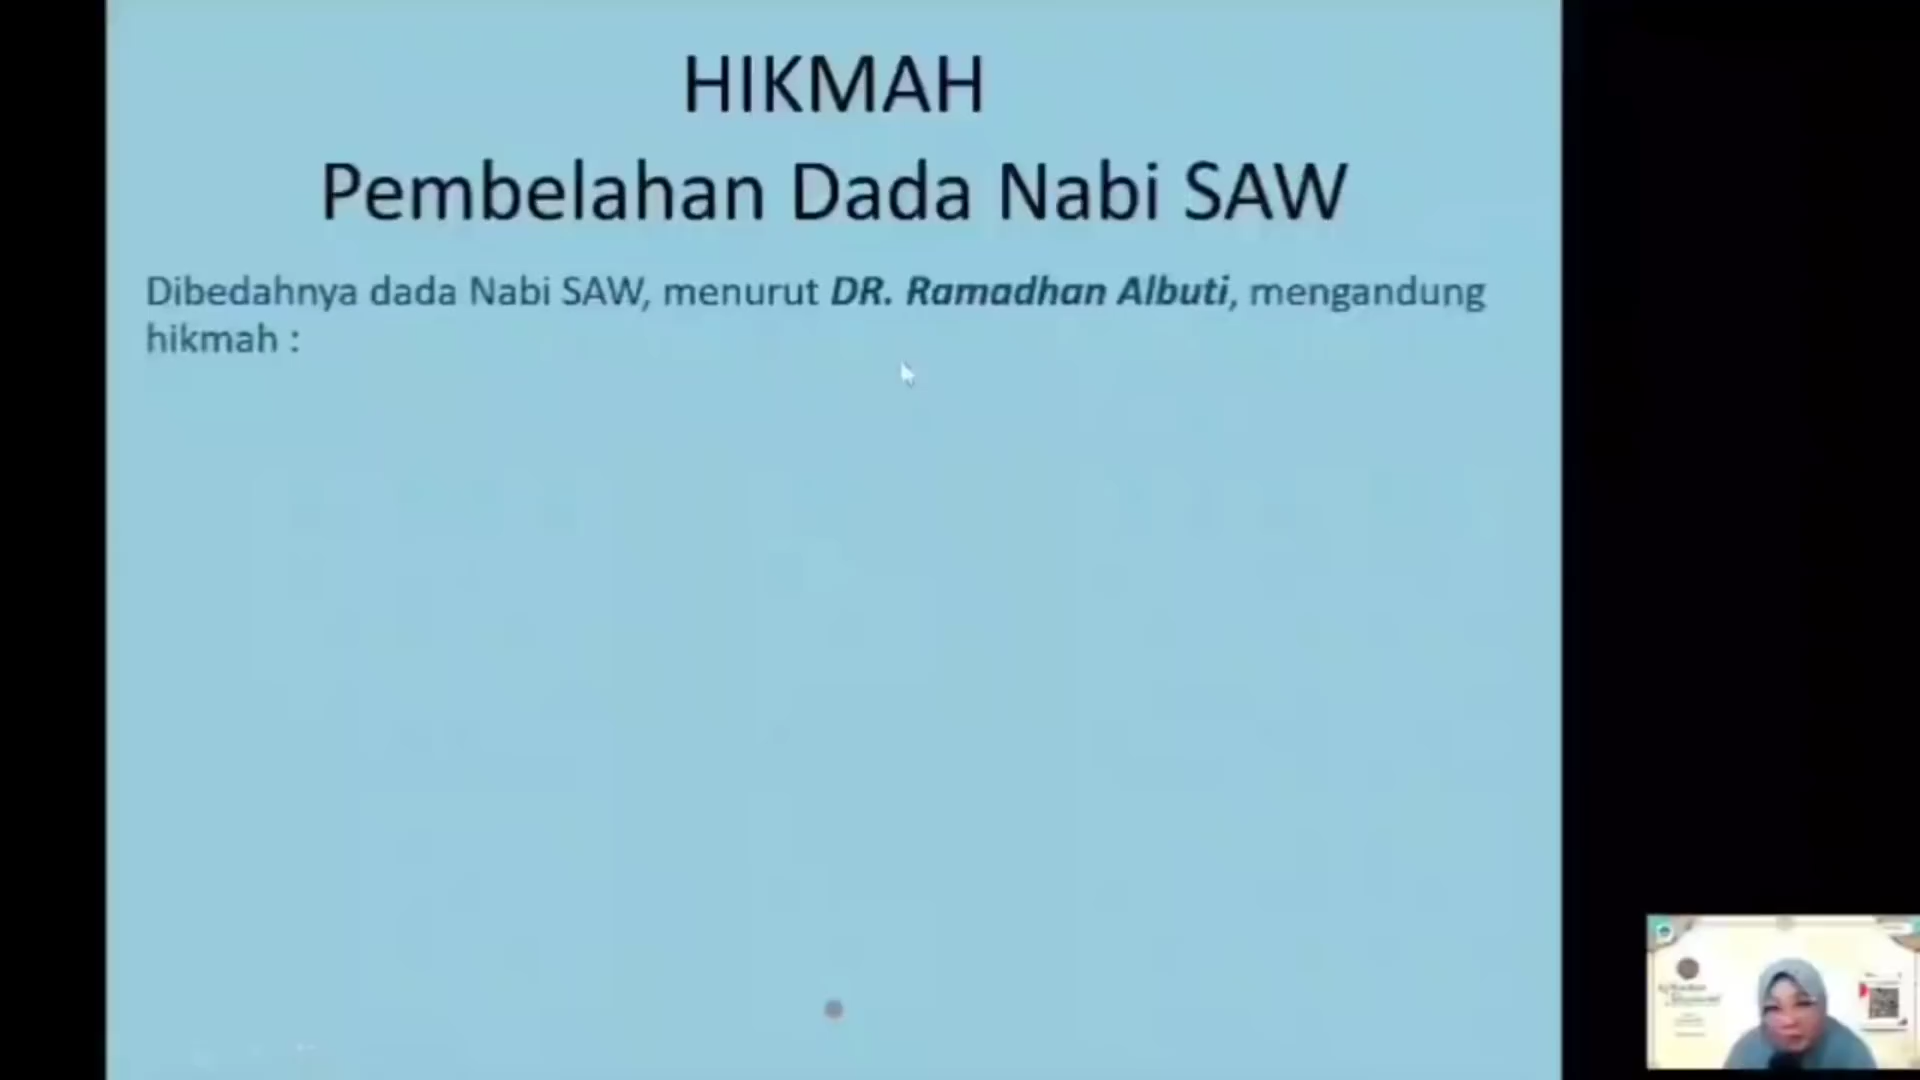 HIKMAH
Pembelahan Dada Nabi SAW
Dibedahnya dada Nabi SAW, menurut DR. Ramadhan Albuti, mengandung
hikmah :